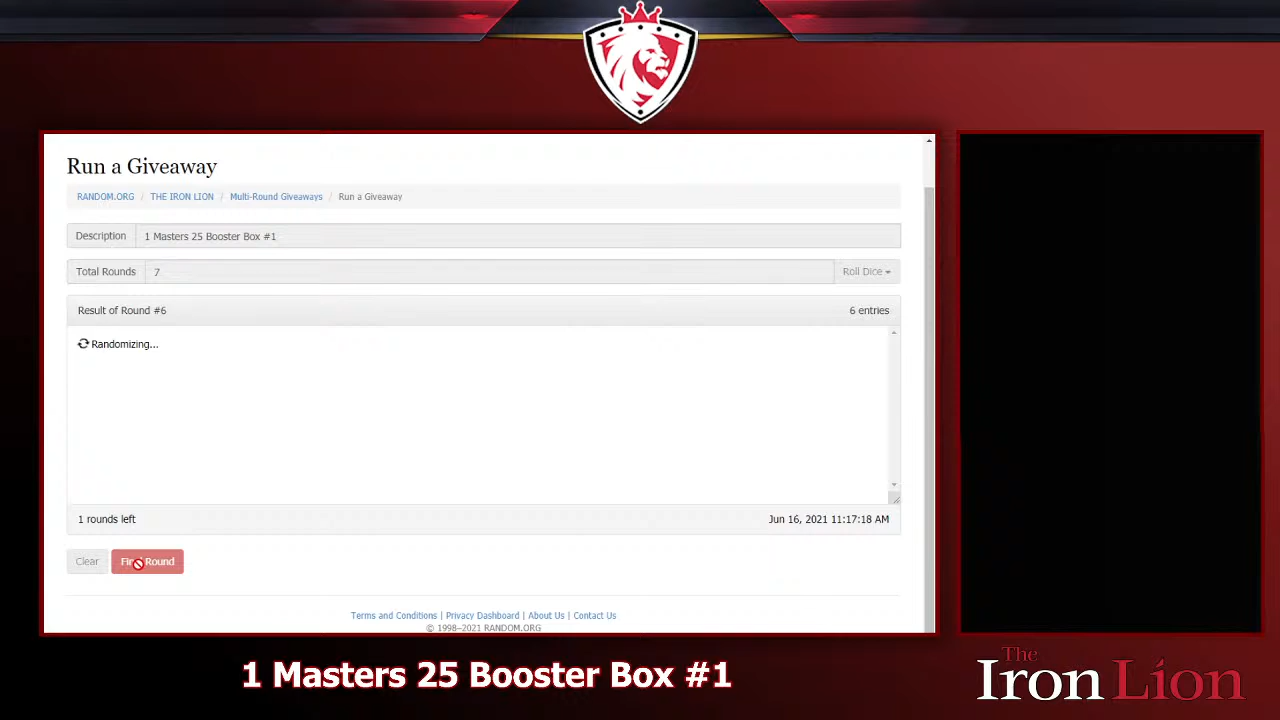 Run a Giveaway
RANDOM.ORG / THE IRON LION / Multi-Round Giveaways / Run a Giveaway
Description 1 Masters 25 Booster Box #1
Total Rounds 7 Roll Dice
Result of Round #6 6 entries
Randomizing...
1 rounds left Jun 16, 2021 11:17:18 AM
Clear Final Round
Terms and Conditions | Privacy Dashboard | About Us | Contact Us
© 1998–2021 RANDOM.ORG
1 Masters 25 Booster Box #1
The
Iron Lion